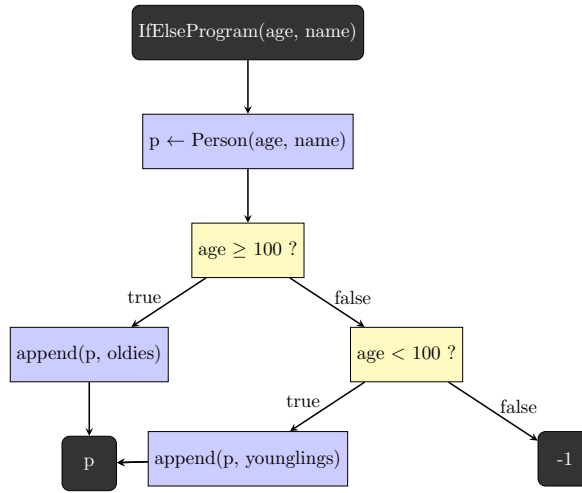 IfElseProgram(age, name)
p ← Person(age, name)
age ≥ 100 ?
true
false
append(p, oldies)
age < 100 ?
true
false
p
append(p, younglings)
-1